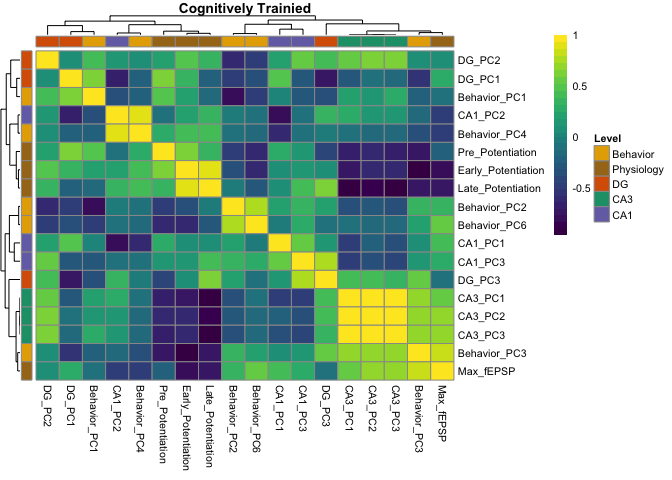 Cognitively Trainied
DG_PC2
DG_PC1
Behavior_PC1
CA1_PC2
Behavior_PC4
Pre_Potentiation
Early_Potentiation
Late_Potentiation
Behavior_PC2
Behavior_PC6
CA1_PC1
CA1_PC3
DG_PC3
CA3_PC1
CA3_PC2
CA3_PC3
Behavior_PC3
Max_fEPSP
DG_PC2
DG_PC1
Behavior_PC1
CA1_PC2
Behavior_PC4
Pre_Potentiation
Early_Potentiation
Late_Potentiation
Behavior_PC2
Behavior_PC6
CA1_PC1
CA1_PC3
DG_PC3
CA3_PC1
CA3_PC2
CA3_PC3
Behavior_PC3
Max_fEPSP
1
0.5
0
-0.5
Level
Behavior
Physiology
DG
CA3
CA1